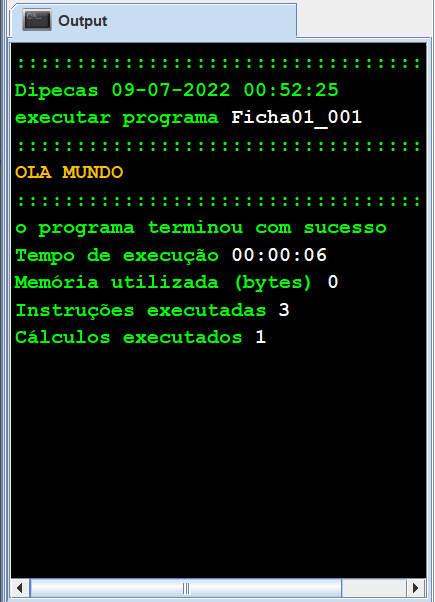 Output
::::::::::::::::::::::::::::::::::
Dipecas 09-07-2022 00:52:25
executar programa Ficha01_001
::::::::::::::::::::::::::::::::::
OLA MUNDO
::::::::::::::::::::::::::::::::::
o programa terminou com sucesso
Tempo de execução 00:00:06
Memória utilizada (bytes) 0
Instruções executadas 3
Cálculos executados 1